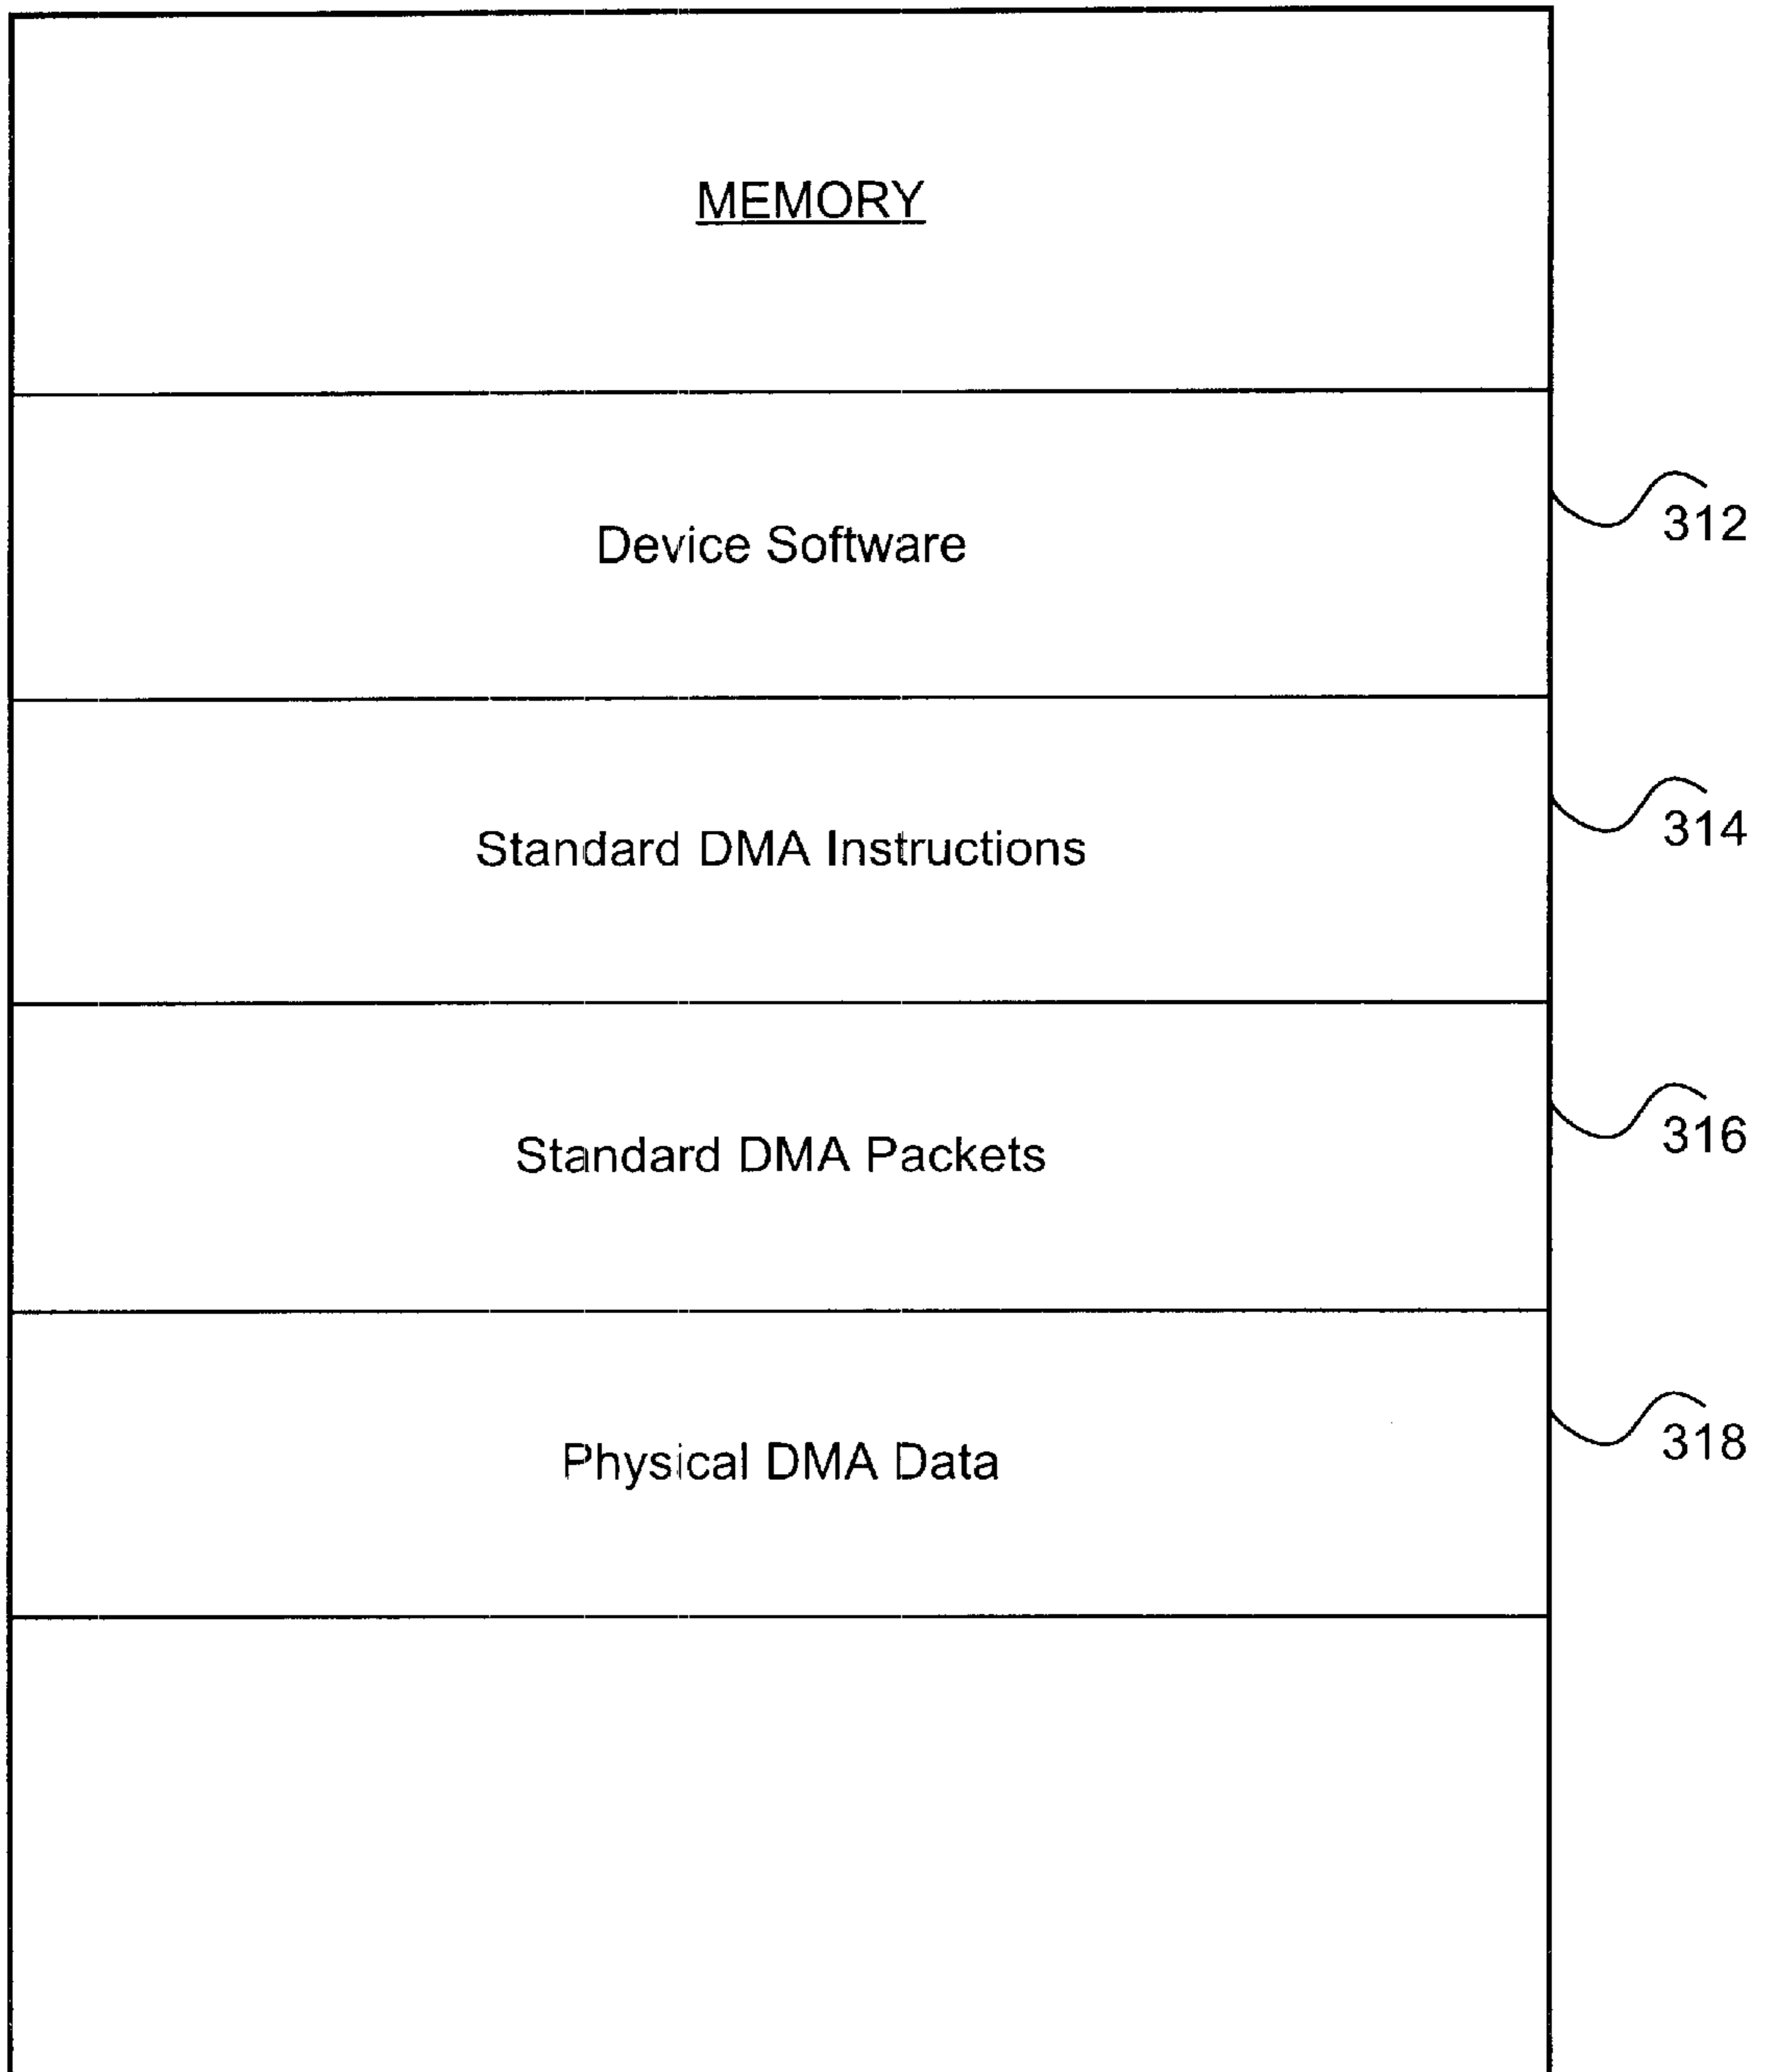 MEMORY
Device Software
312
Standard DMA Instructions
314
Standard DMA Packets
316
Physical DMA Data
318